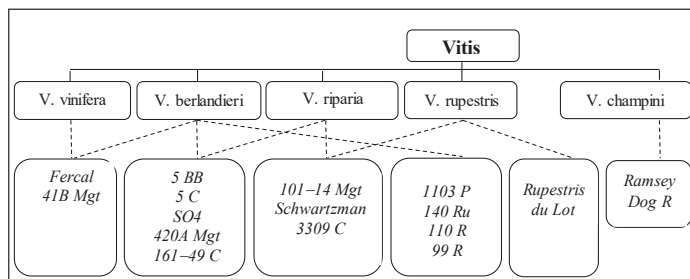 Vitis
V. vinifera
V. berlandieri
V. riparia
V. rupestris
V. champini
Fercal
41B Mgt
5 BB
5 C
SO4
420A Mgt
161–49 C
101–14 Mgt
Schwartzman
3309 C
1103 P
140 Ru
110 R
99 R
Rupestris
du Lot
Ramsey
Dog R